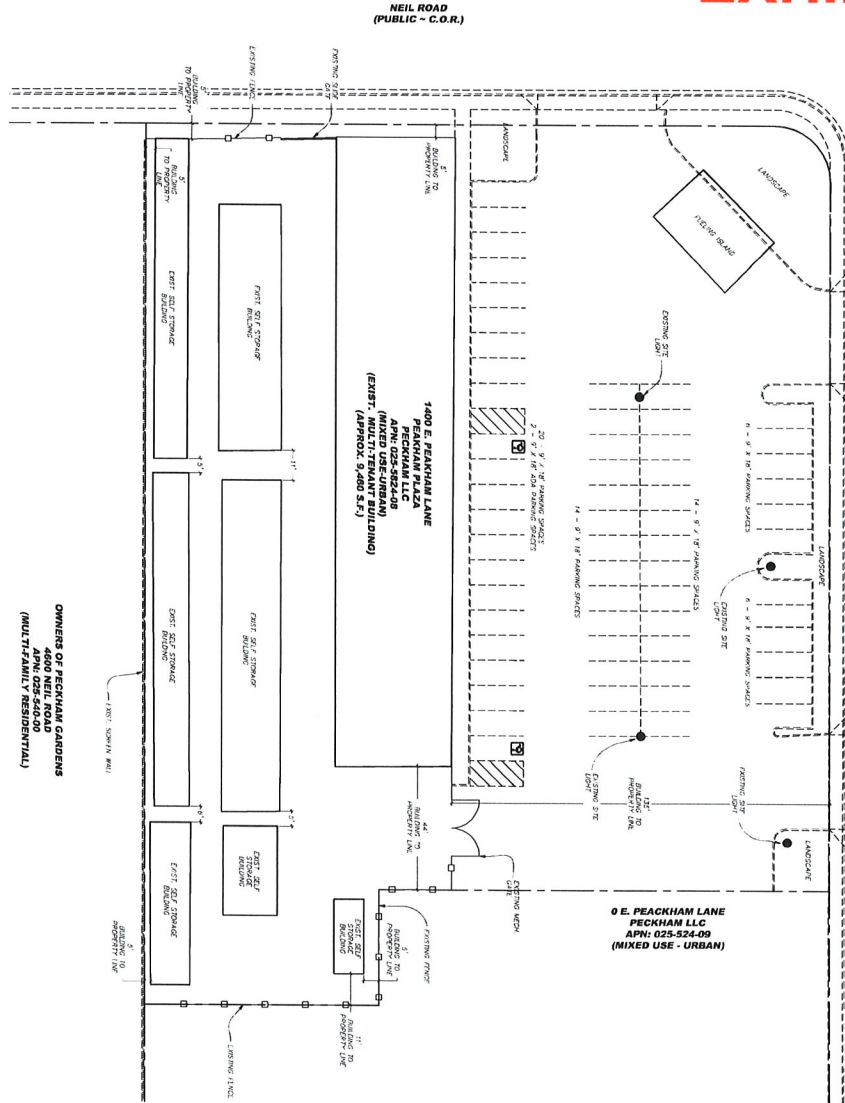 NEIL ROAD
(PUBLIC ~ C.O.R.)
5'
BUILDING
TO PROPERTY
LINE
EXISTING FENCE
EXISTING SLIDE
GATE
5'
BUILDING
TO PROPERTY
LINE
5'
BUILDING TO
PROPERTY LINE
LANDSCAPE
LANDSCAPE
FUELING ISLAND
EXIST. SELF STORAGE
BUILDING
EXIST. SELF STORAGE
BUILDING
EXISTING SITE
LIGHT
1400 E. PEAKHAM LANE
PEAKHAM PLAZA
PECKHAM LLC
APN: 025-5824-08
(MIXED USE-URBAN)
(EXIST. MULTI-TENANT BUILDING)
(APPROX. 9,480 S.F.)
20 - 9' X 18' PARKING SPACES
2 - 9' X 18' ADA PARKING SPACES
14 - 9' X 18' PARKING SPACES
14 - 9' X 18' PARKING SPACES
6 - 9' X 18' PARKING SPACES
LANDSCAPE
6 - 9' X 18' PARKING SPACES
EXISTING SITE
LIGHT
5'
11'
EXIST. SELF STORAGE
BUILDING
EXIST. SELF STORAGE
BUILDING
OWNERS OF PECKHAM GARDENS
4600 NEIL ROAD
APN: 025-540-00
(MULTI-FAMILY RESIDENTIAL)
EXIST. SCREEN WALL
EXISTING SITE
LIGHT
135'
BUILDING TO
PROPERTY LINE
EXISTING SITE
LIGHT
LANDSCAPE
44'
BUILDING TO
PROPERTY LINE
5'
EXIST. SELF STORAGE
BUILDING
EXIST. SELF
STORAGE
BUILDING
EXIST. SELF
STORAGE
BUILDING
EXISTING MECH.
GATE
EXISTING FENCE
5'
BUILDING TO
PROPERTY LINE
0 E. PEACKHAM LANE
PECKHAM LLC
APN: 025-524-09
(MIXED USE - URBAN)
5'
BUILDING TO
PROPERTY LINE
11'
BUILDING TO
PROPERTY LINE
EXISTING FENCE